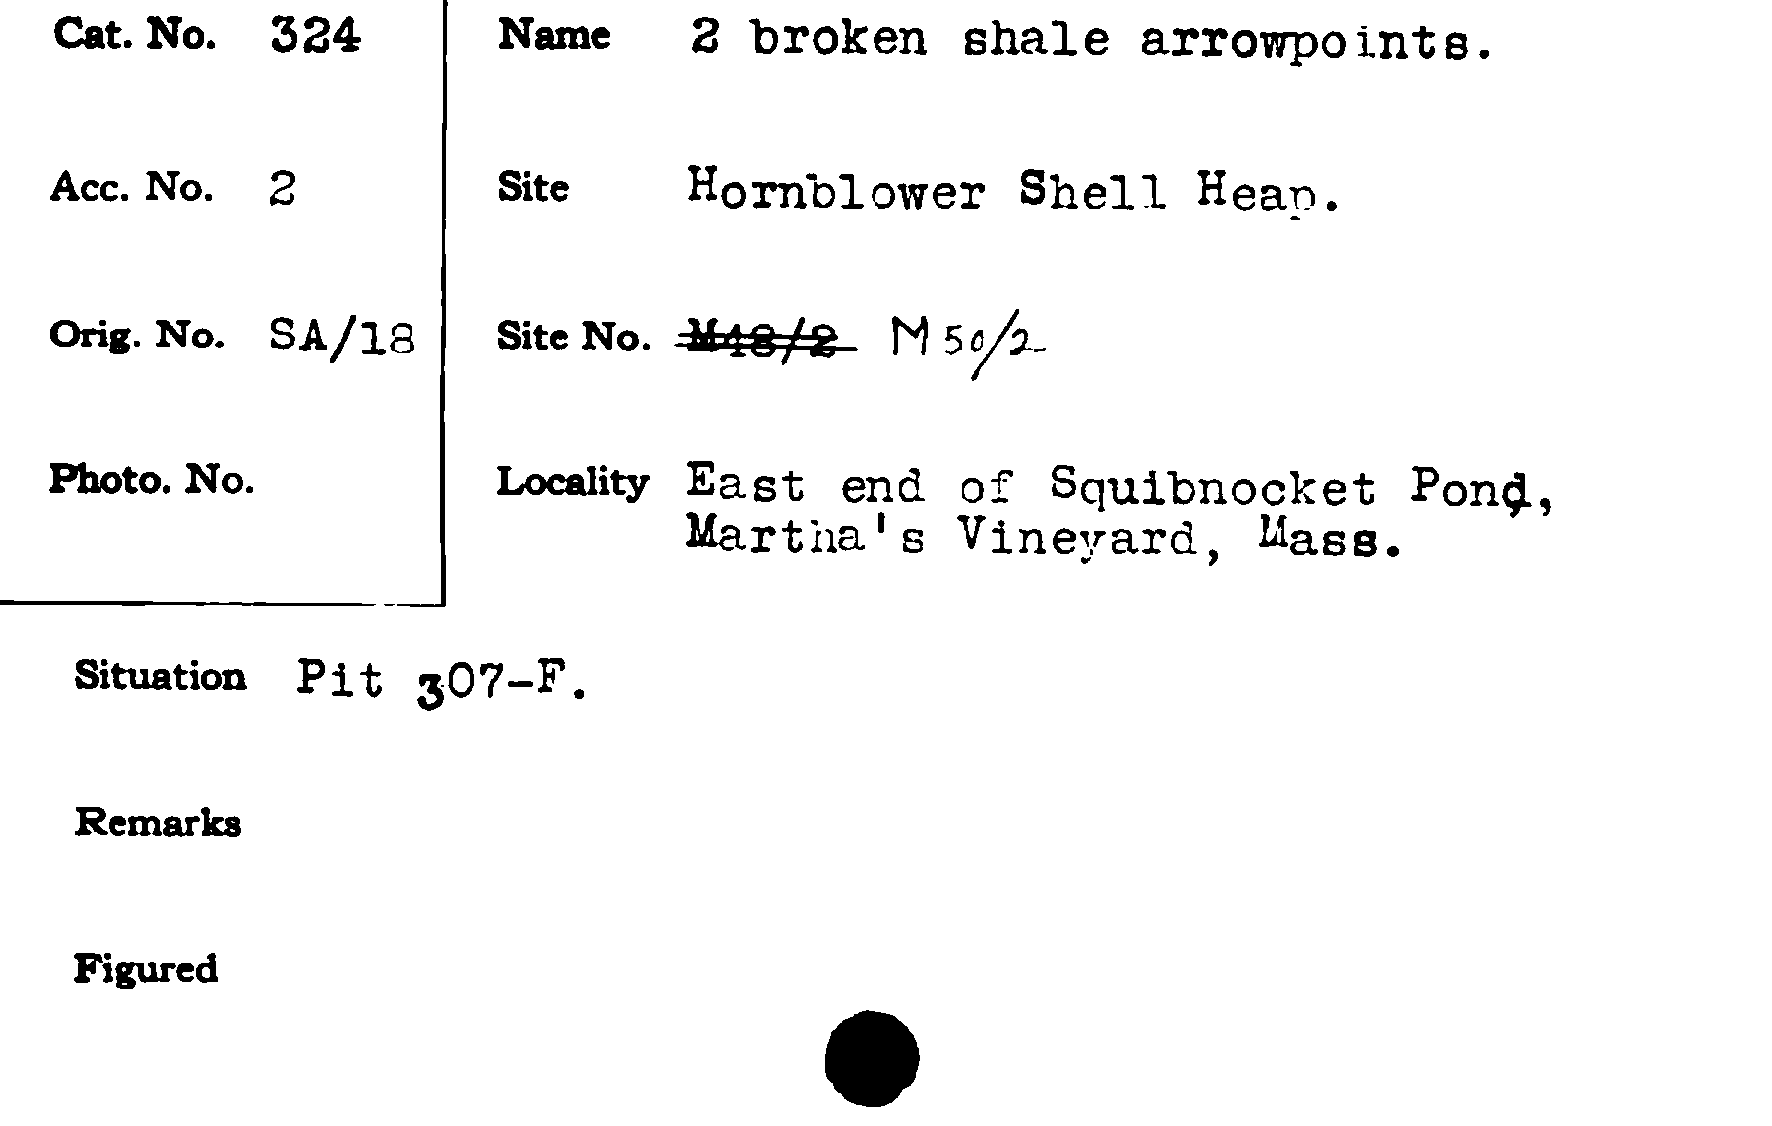 Cat. No. 324
Name 2 broken shale arrowpoints.
Acc. No. 2
Site Hornblower Shell Heap.
Orig. No. SA/18
Site No. M48/2 M50/2
Photo. No.
Locality East end of Squibnocket Pond,
Martha's Vineyard, Mass.
Situation Pit 307-F.
Remarks
Figured